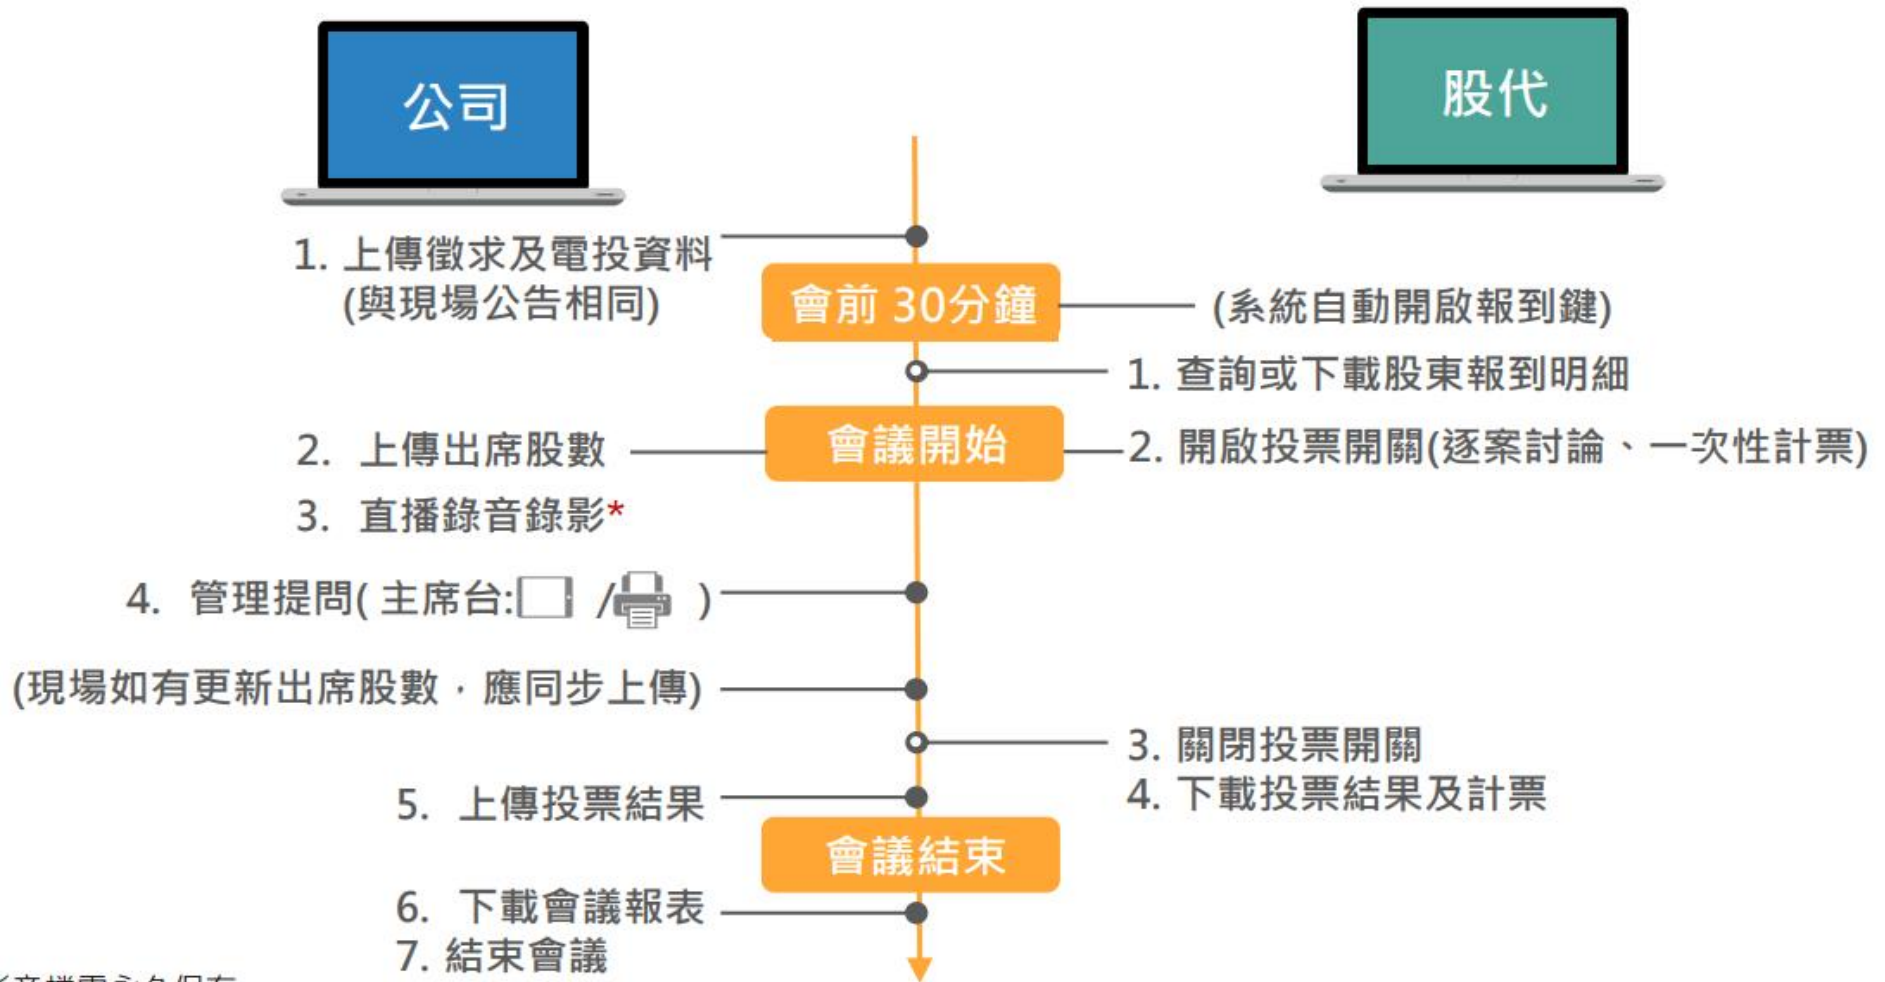 公司
股代
1. 上傳徵求及電投資料
(與現場公告相同)
會前 30分鐘
(系統自動開啟報到鍵)
1. 查詢或下載股東報到明細
會議開始
2. 上傳出席股數
2. 開啟投票開關(逐案討論、一次性計票)
3. 直播錄音錄影*
4. 管理提問( 主席台: / )
(現場如有更新出席股數,應同步上傳)
3. 關閉投票開關
4. 下載投票結果及計票
5. 上傳投票結果
會議結束
6. 下載會議報表
7. 結束會議